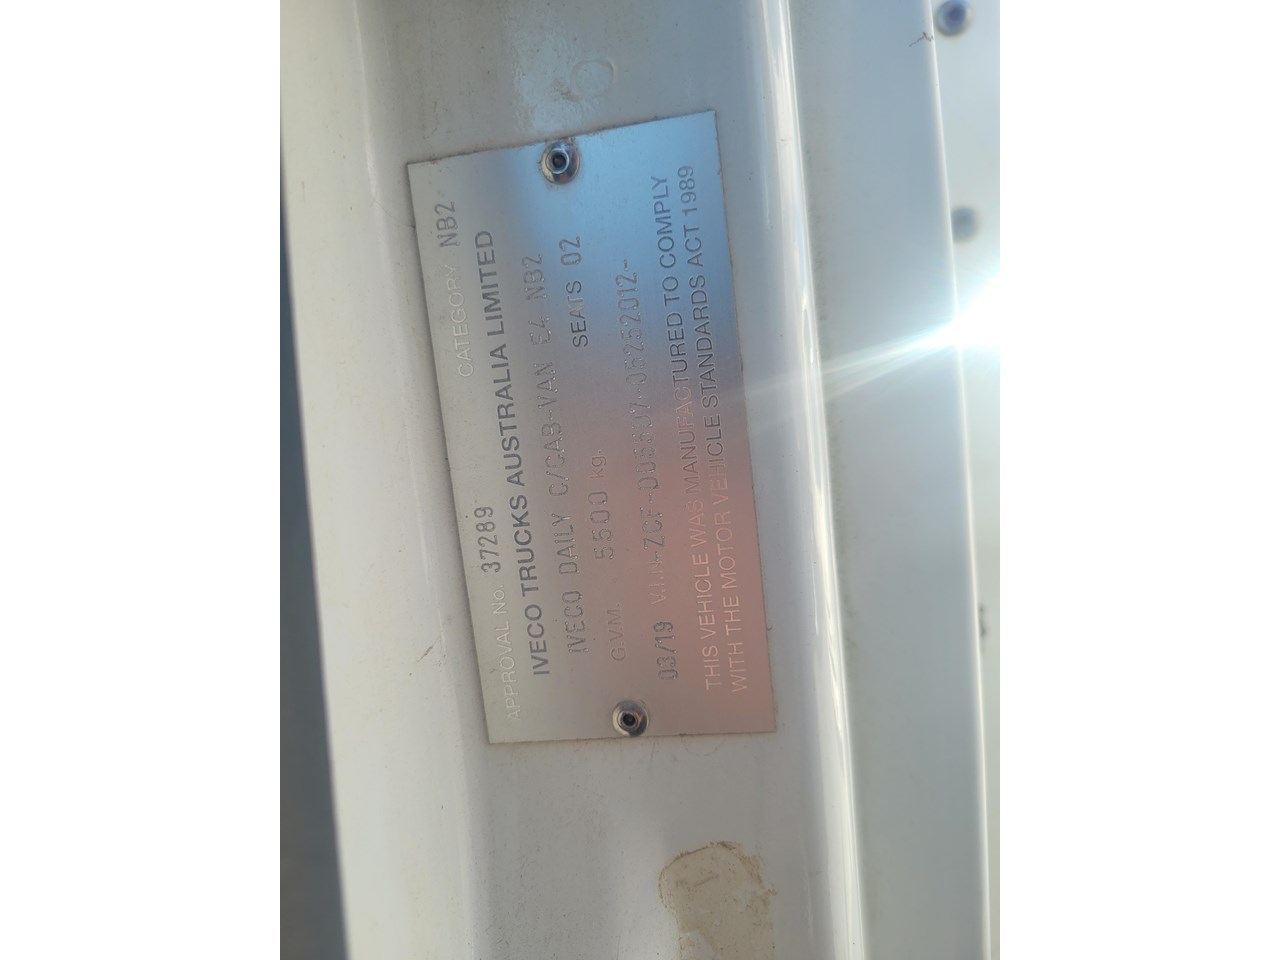 APPROVAL No. 37289 CATEGORY NB2
IVECO TRUCKS AUSTRALIA LIMITED
IVECO DAILY C/CAB-VAN E4 NB2
G.V.M. 5500 kg. SEATS 02
03/19 V.I.N-ZCF-
THIS VEHICLE WAS MANUFACTURED TO COMPLY
WITH THE MOTOR VEHICLE STANDARDS ACT 1989